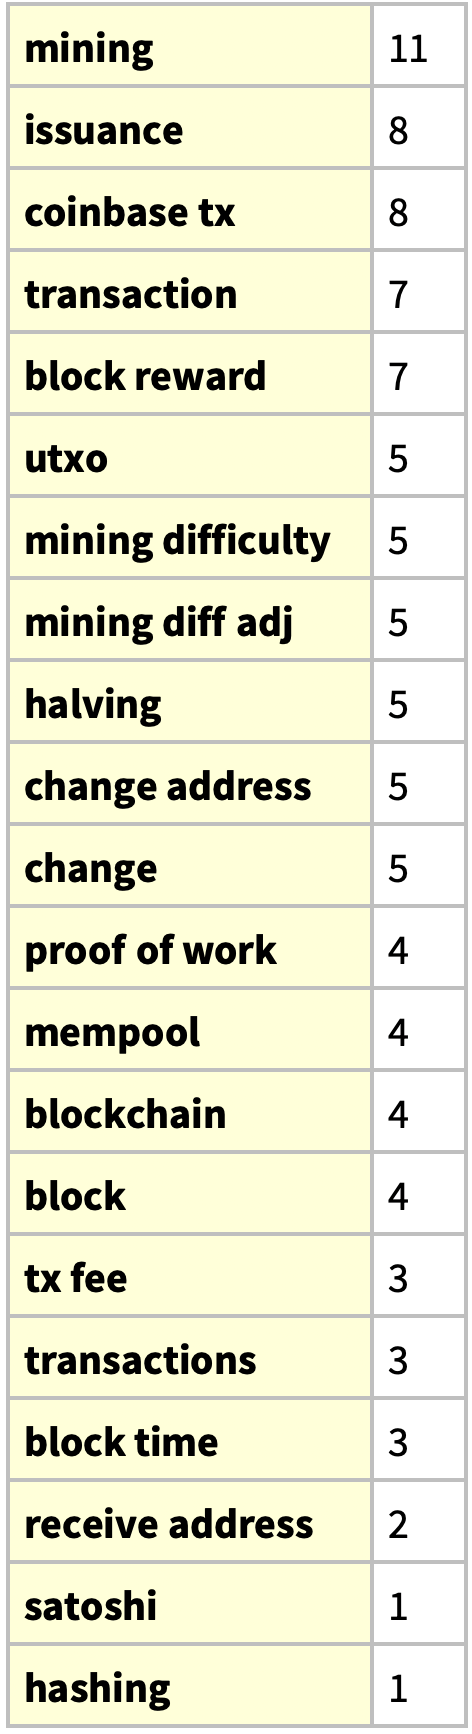 mining 11
issuance 8
coinbase tx 8
transaction 7
block reward 7
utxo 5
mining difficulty 5
mining diff adj 5
halving 5
change address 5
change 5
proof of work 4
mempool 4
blockchain 4
block 4
tx fee 3
transactions 3
block time 3
receive address 2
satoshi 1
hashing 1